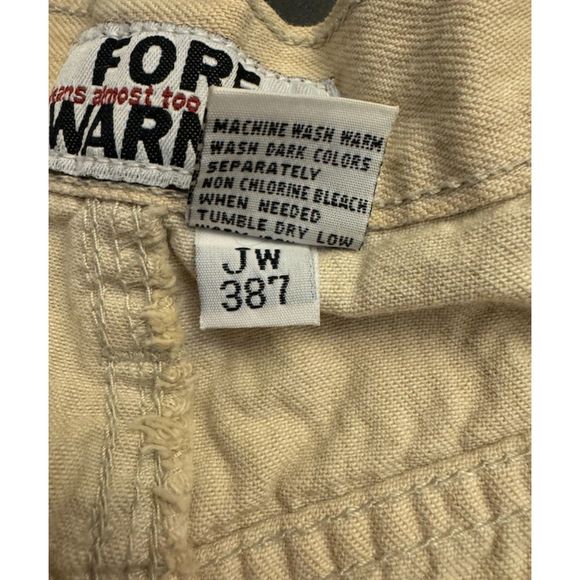 FORE
jeans almost too
WARN
MACHINE WASH WARM
WASH DARK COLORS
SEPARATELY
NON CHLORINE BLEACH
WHEN NEEDED
TUMBLE DRY LOW
JW
387